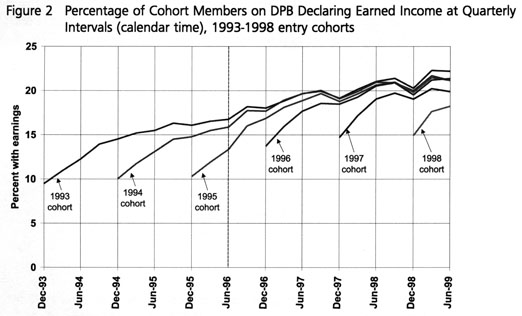 Figure 2 Percentage of Cohort Members on DPB Declaring Earned Income at Quarterly
Intervals (calendar time), 1993-1998 entry cohorts
25
20
15
10
5
0
Percent with earnings
1993
cohort
1994
cohort
1995
cohort
1996
cohort
1997
cohort
1998
cohort
Dec-93
Jun-94
Dec-94
Jun-95
Dec-95
Jun-96
Dec-96
Jun-97
Dec-97
Jun-98
Dec-98
Jun-99